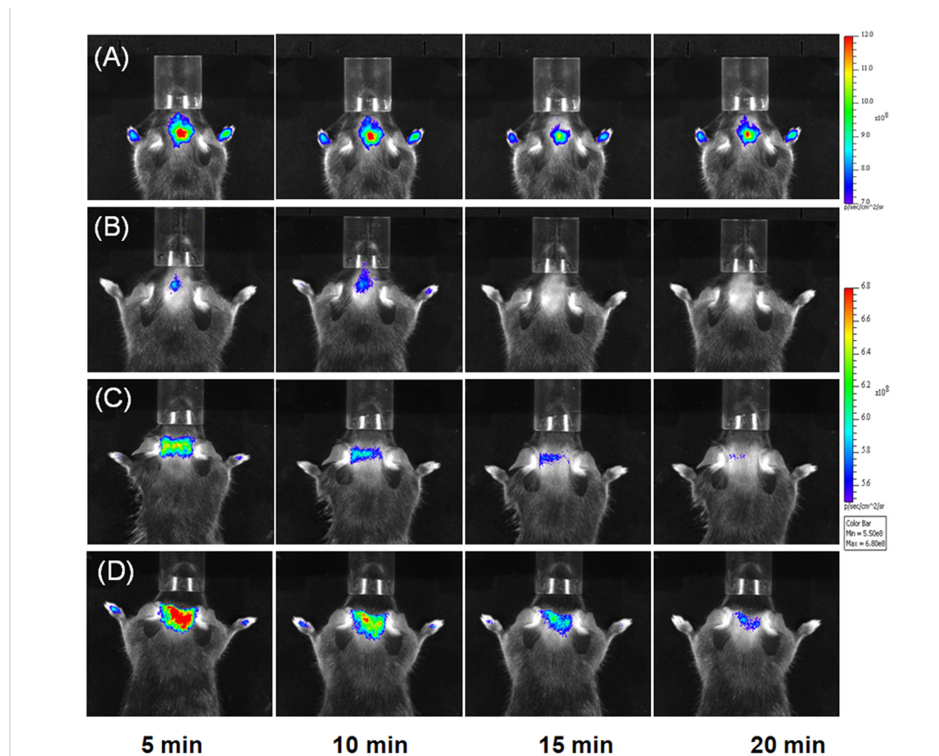 (A)
12.0
11.0
10.0
x10⁸
9.0
8.0
7.0
p/sec/cm^2/sr
(B)
6.8
6.6
6.4
6.2
x10⁸
6.0
5.8
5.6
p/sec/cm^2/sr
(C)
Color Bar
Min = 5.50e8
Max = 6.80e8
(D)
5 min 10 min 15 min 20 min